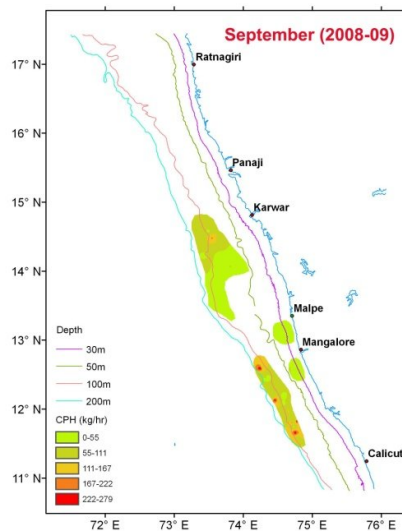 September (2008-09)
17° N
Ratnagiri
16° N
Panaji
15° N
Karwar
14° N
Malpe
13° N
Mangalore
Depth
30m
50m
100m
200m
12° N
CPH (kg/hr)
0-55
55-111
111-167
167-222
222-279
Calicut
11° N
72° E
73° E
74° E
75° E
76° E